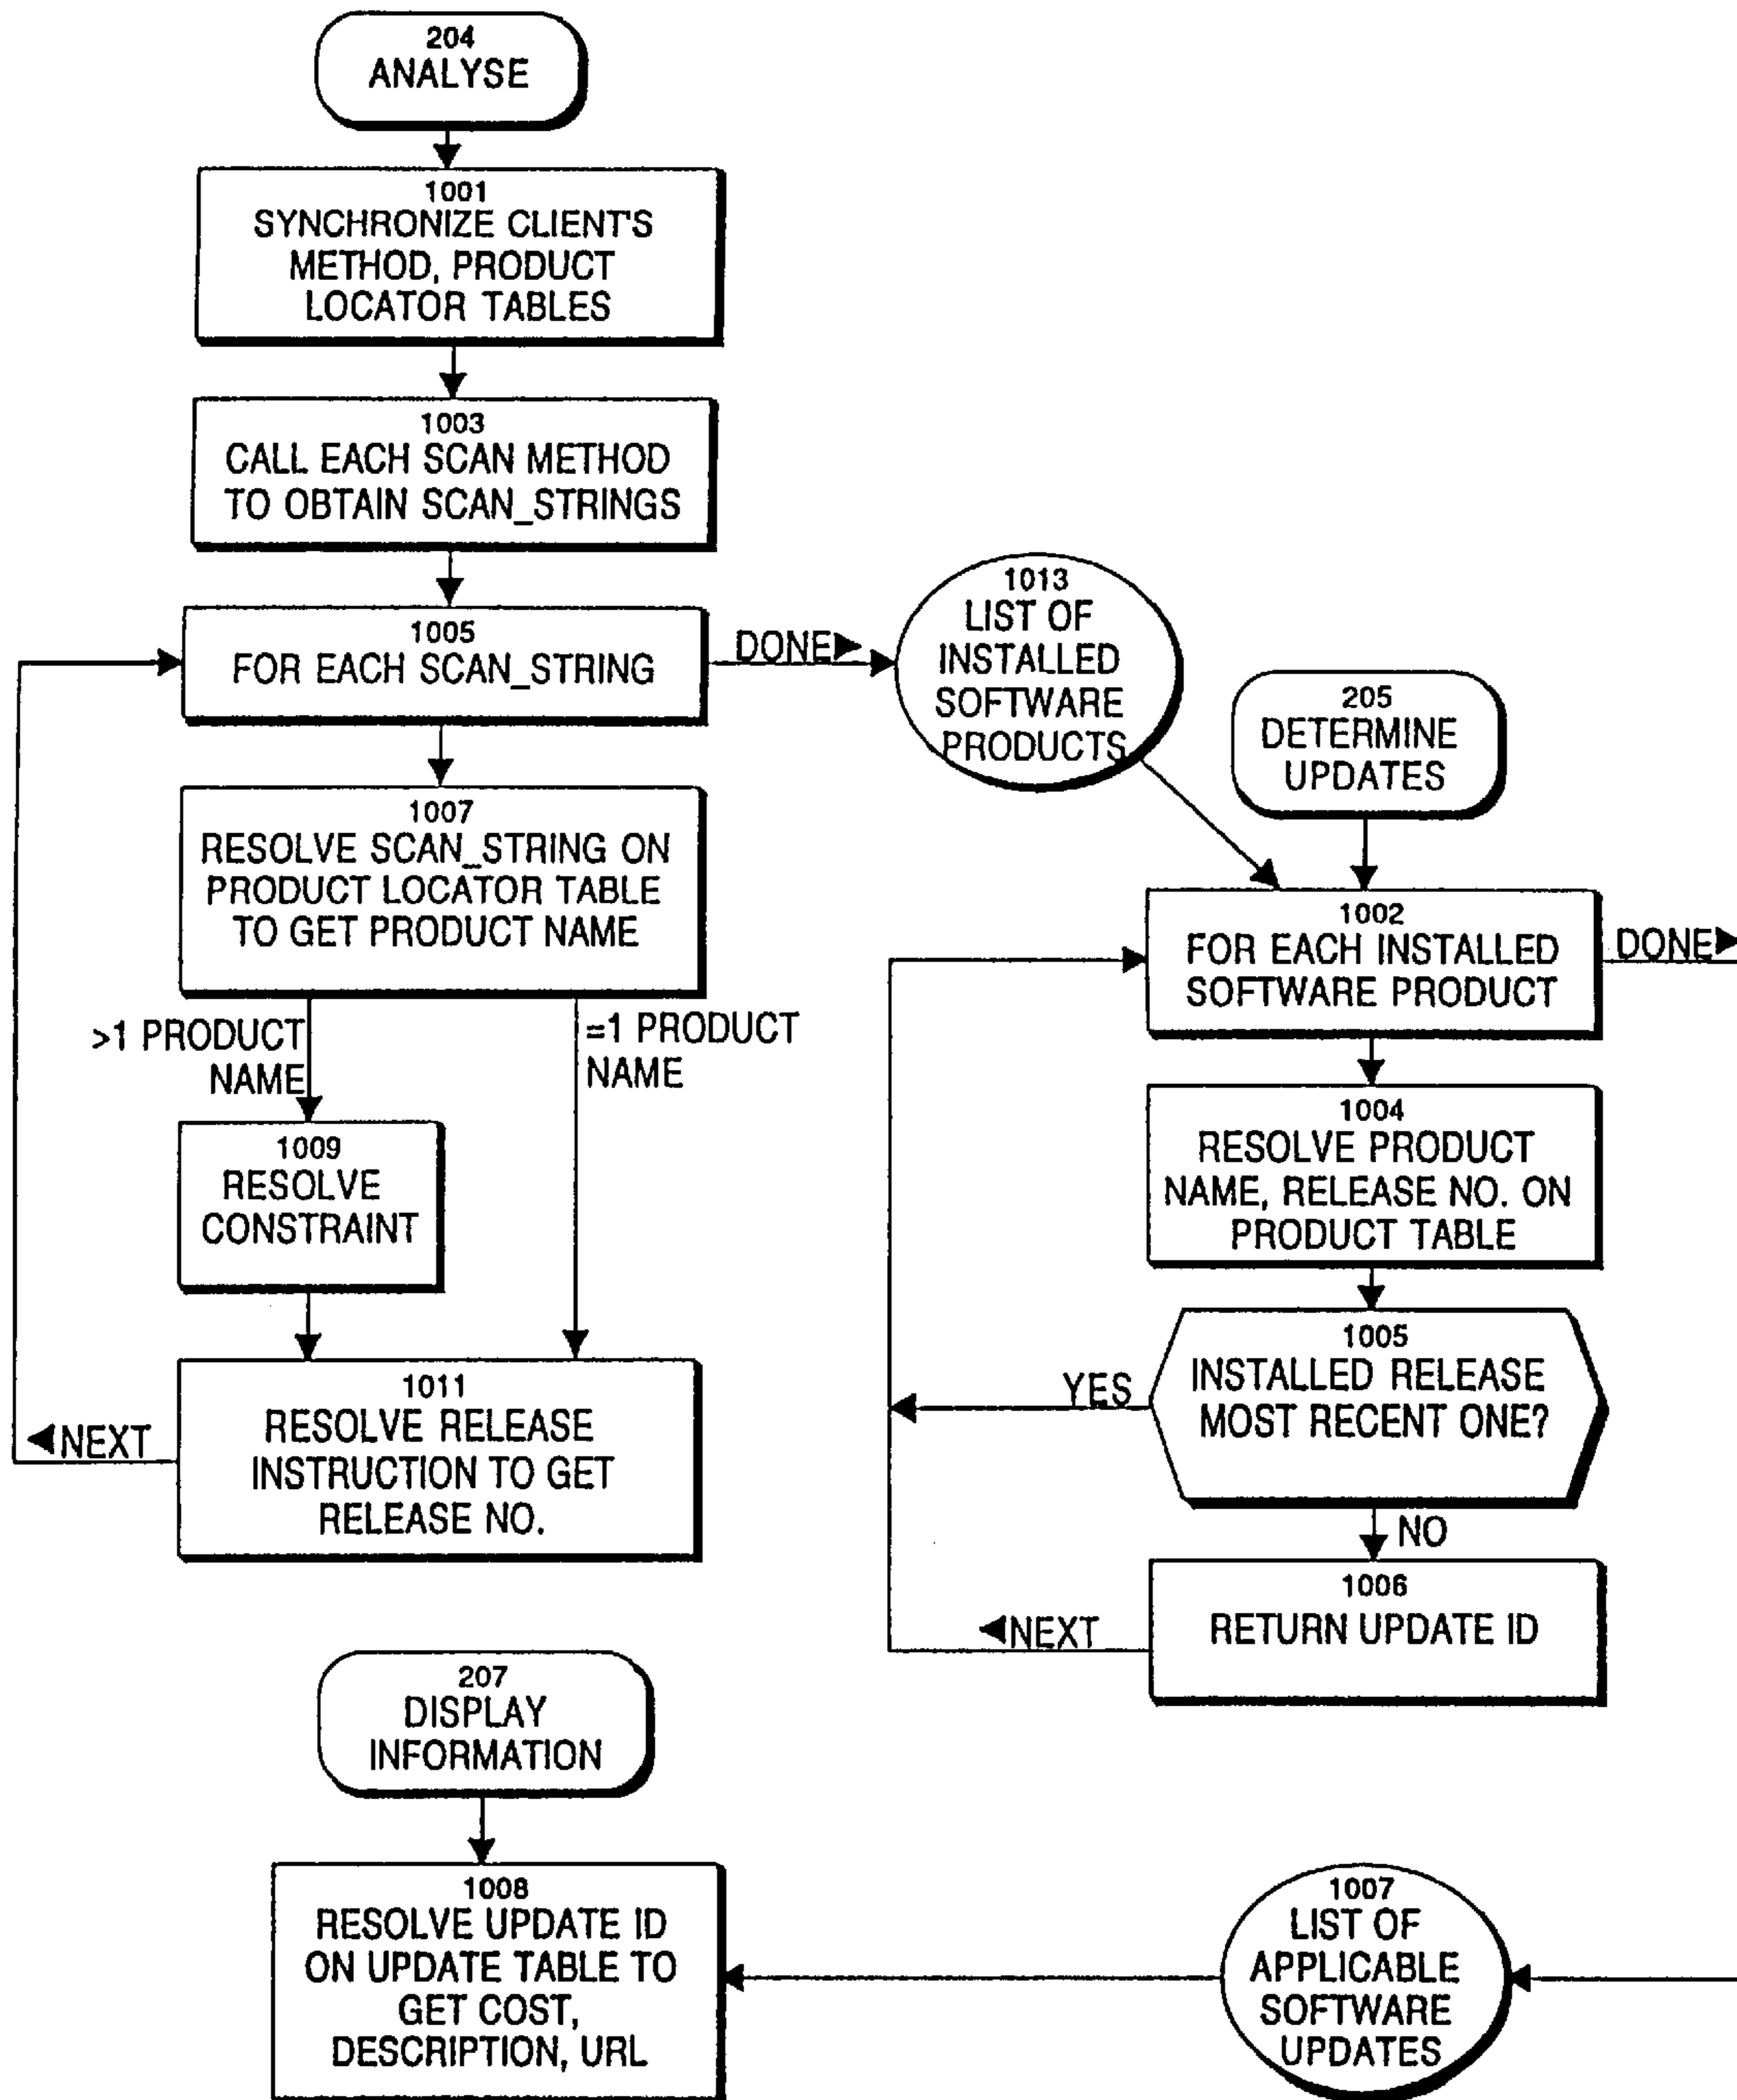 204
ANALYSE
1001
SYNCHRONIZE CLIENT'S
METHOD, PRODUCT
LOCATOR TABLES
1003
CALL EACH SCAN METHOD
TO OBTAIN SCAN_STRINGS
1005
FOR EACH SCAN_STRING
DONE
1007
RESOLVE SCAN_STRING ON
PRODUCT LOCATOR TABLE
TO GET PRODUCT NAME
>1 PRODUCT
NAME
=1 PRODUCT
NAME
1009
RESOLVE
CONSTRAINT
1011
RESOLVE RELEASE
INSTRUCTION TO GET
RELEASE NO.
NEXT
1013
LIST OF
INSTALLED
SOFTWARE
PRODUCTS
205
DETERMINE
UPDATES
1002
FOR EACH INSTALLED
SOFTWARE PRODUCT
DONE
1004
RESOLVE PRODUCT
NAME, RELEASE NO. ON
PRODUCT TABLE
1005
INSTALLED RELEASE
MOST RECENT ONE?
YES
NO
1006
RETURN UPDATE ID
NEXT
207
DISPLAY
INFORMATION
1008
RESOLVE UPDATE ID
ON UPDATE TABLE TO
GET COST,
DESCRIPTION, URL
1007
LIST OF
APPLICABLE
SOFTWARE
UPDATES